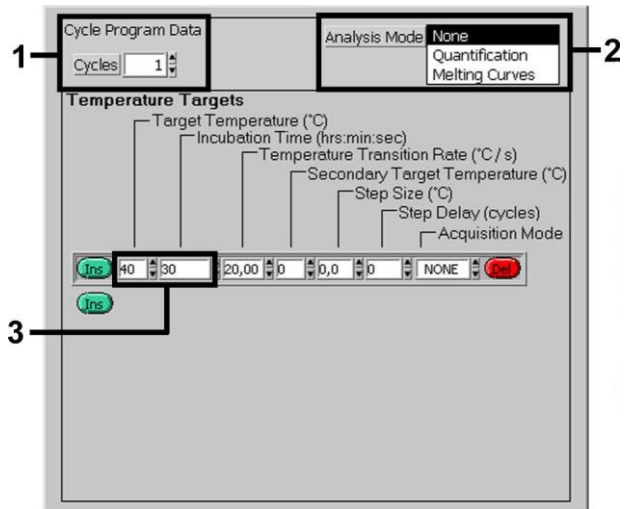 Cycle Program Data
Cycles 1
Analysis Mode None
Quantification
Melting Curves
1
2
Temperature Targets
Target Temperature (°C)
Incubation Time (hrs:min:sec)
Temperature Transition Rate (°C / s)
Secondary Target Temperature (°C)
Step Size (°C)
Step Delay (cycles)
Acquisition Mode
Ins 40 30 20,00 0 0,0 0 NONE Del
Ins
3